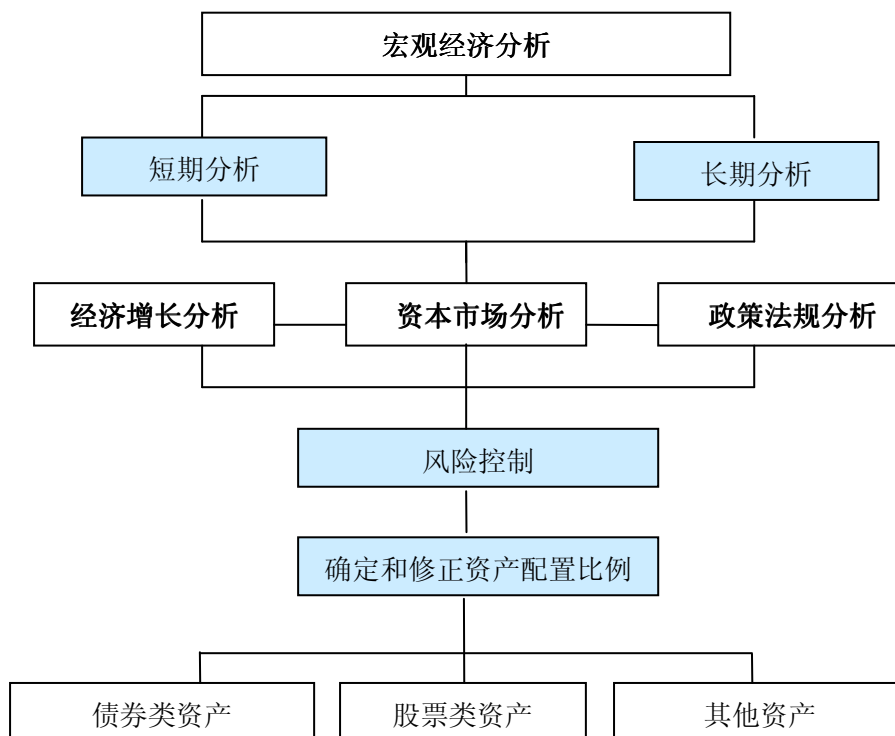 宏观经济分析
短期分析
长期分析
经济增长分析
资本市场分析
政策法规分析
风险控制
确定和修正资产配置比例
债券类资产
股票类资产
其他资产